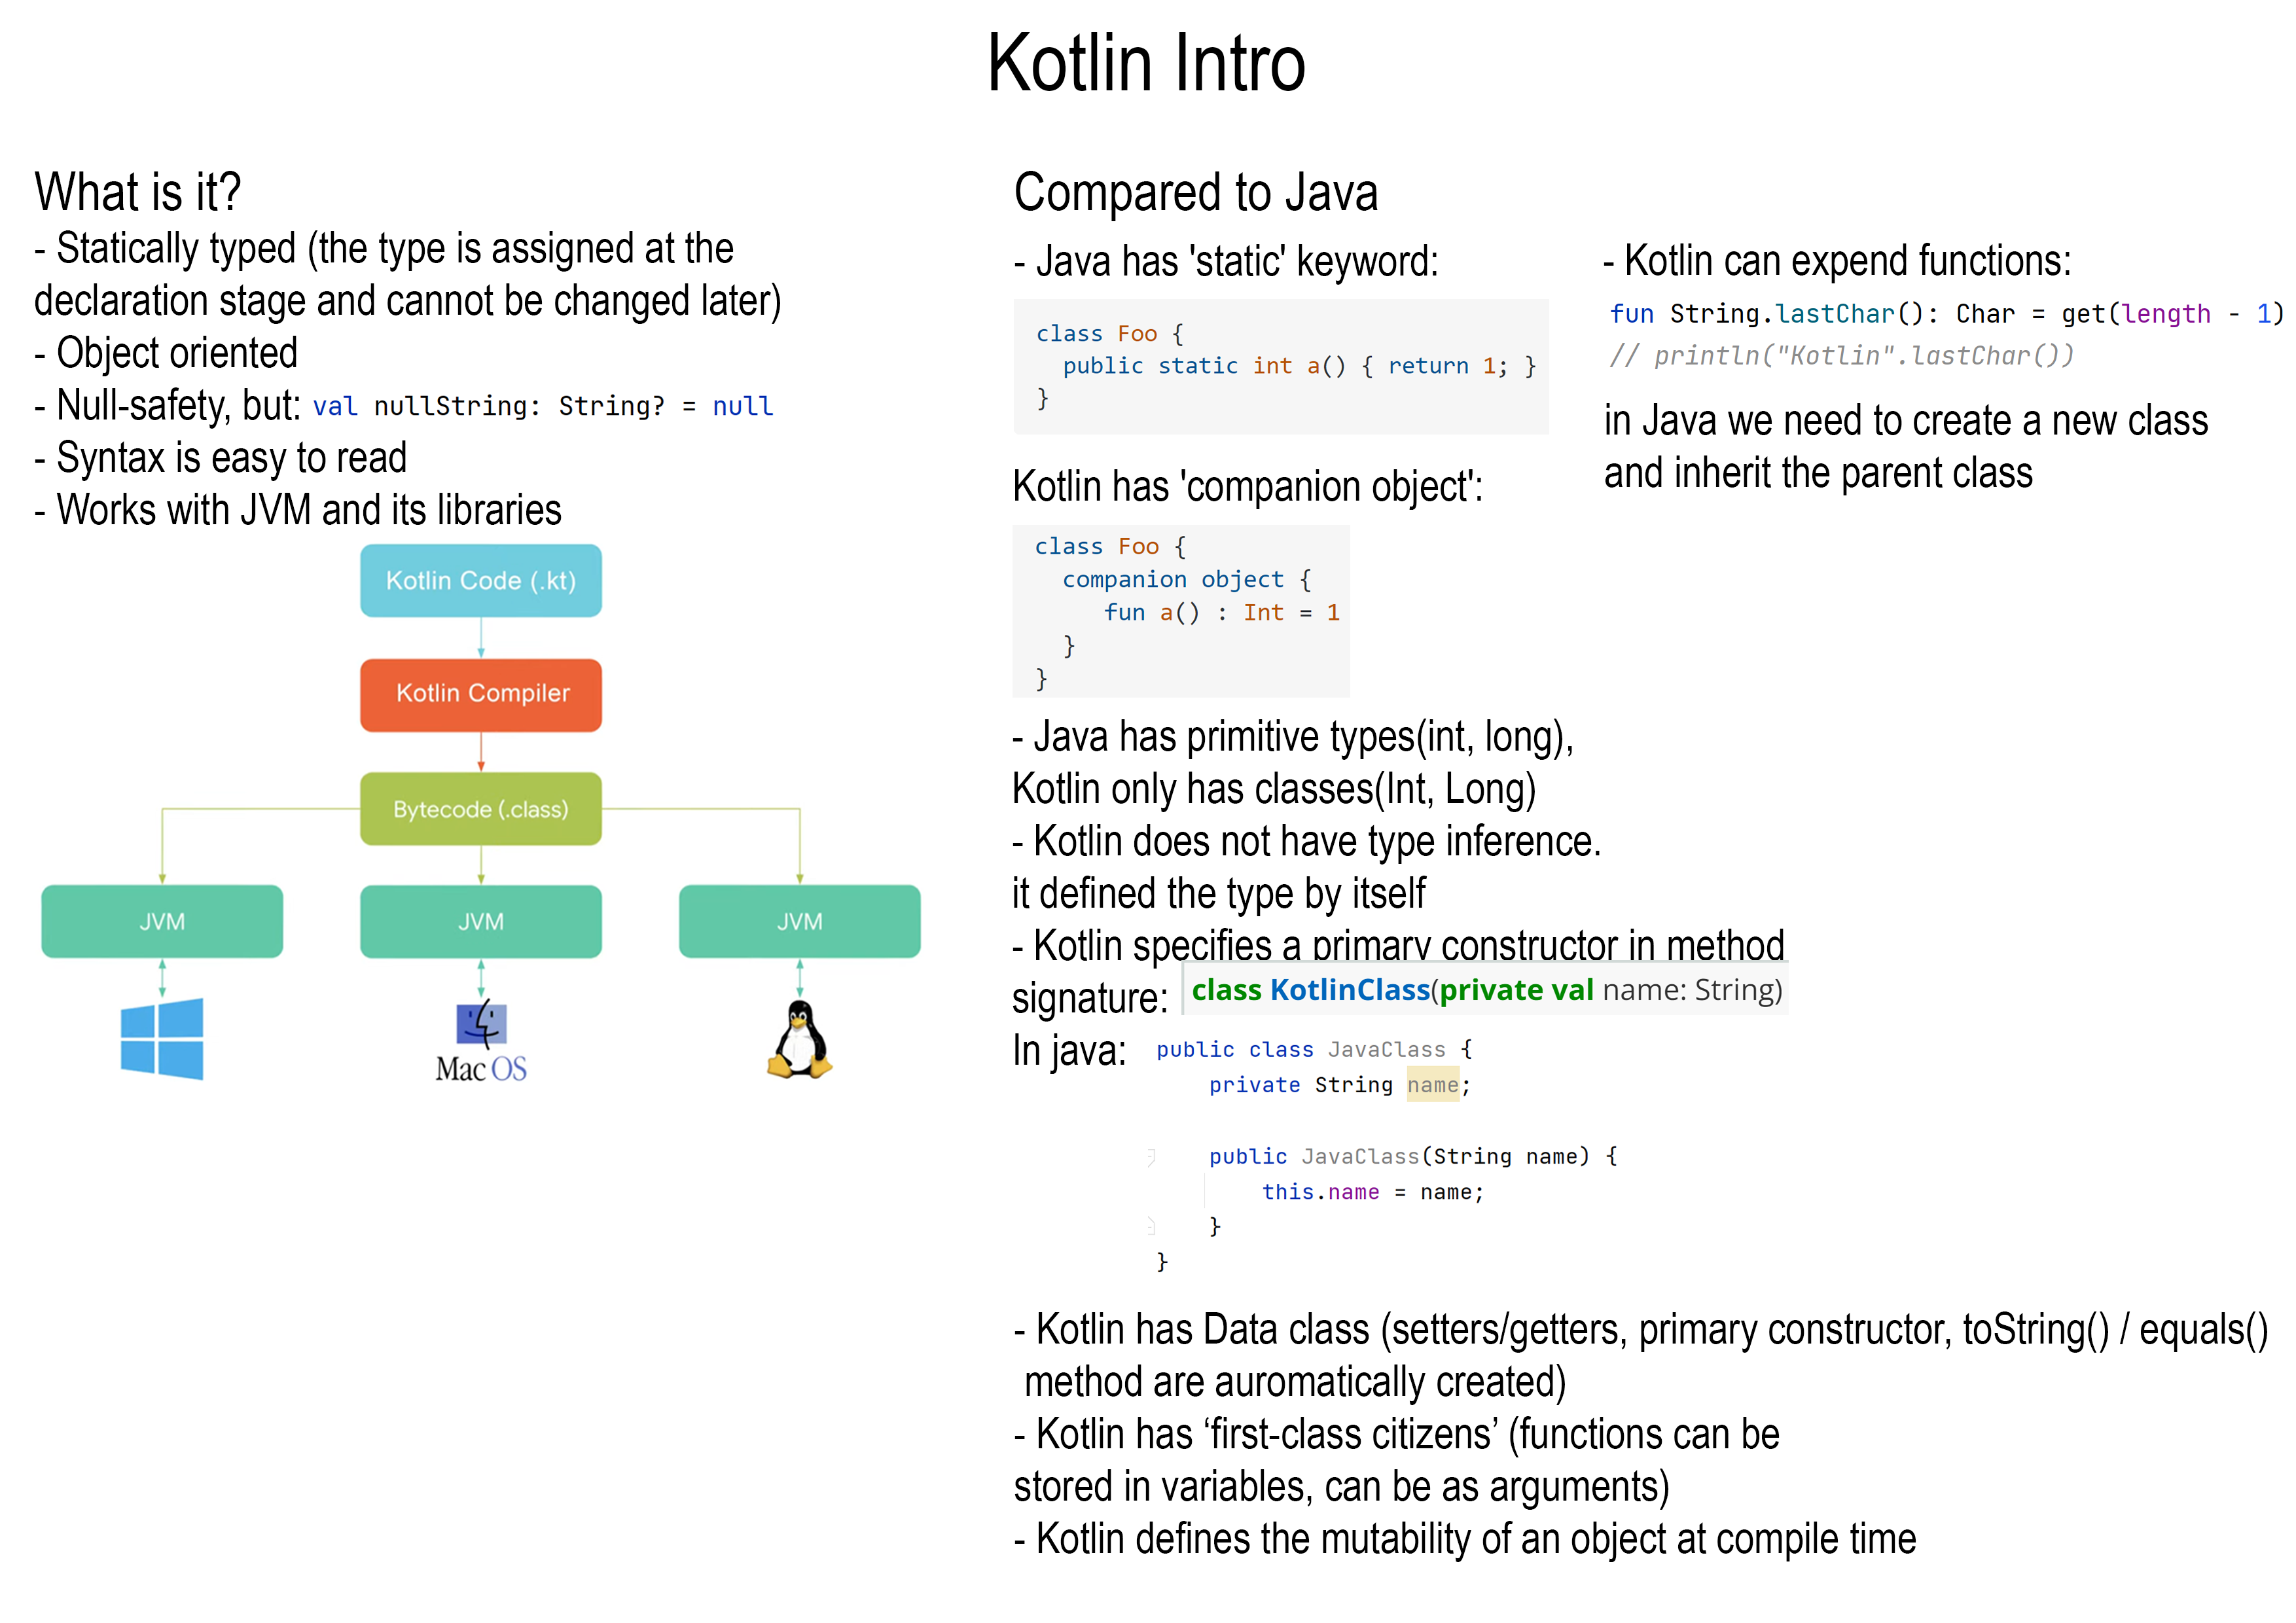 Kotlin Intro
What is it?
- Statically typed (the type is assigned at the
declaration stage and cannot be changed later)
- Object oriented
- Null-safety, but: val nullString: String? = null
- Syntax is easy to read
- Works with JVM and its libraries
Kotlin Code (.kt)
Kotlin Compiler
Bytecode (.class)
JVM JVM JVM
Mac OS
Compared to Java
- Java has 'static' keyword:
class Foo {
public static int a() { return 1; }
}
Kotlin has 'companion object':
class Foo {
companion object {
fun a() : Int = 1
}
}
- Java has primitive types(int, long),
Kotlin only has classes(Int, Long)
- Kotlin does not have type inference.
it defined the type by itself
- Kotlin specifies a primary constructor in method
signature: class KotlinClass(private val name: String)
In java: public class JavaClass {
private String name;
public JavaClass(String name) {
this.name = name;
}
}
- Kotlin has Data class (setters/getters, primary constructor, toString() / equals()
method are auromatically created)
- Kotlin has ‘first-class citizens’ (functions can be
stored in variables, can be as arguments)
- Kotlin defines the mutability of an object at compile time
- Kotlin can expend functions:
fun String.lastChar(): Char = get(length - 1)
// println("Kotlin".lastChar())
in Java we need to create a new class
and inherit the parent class